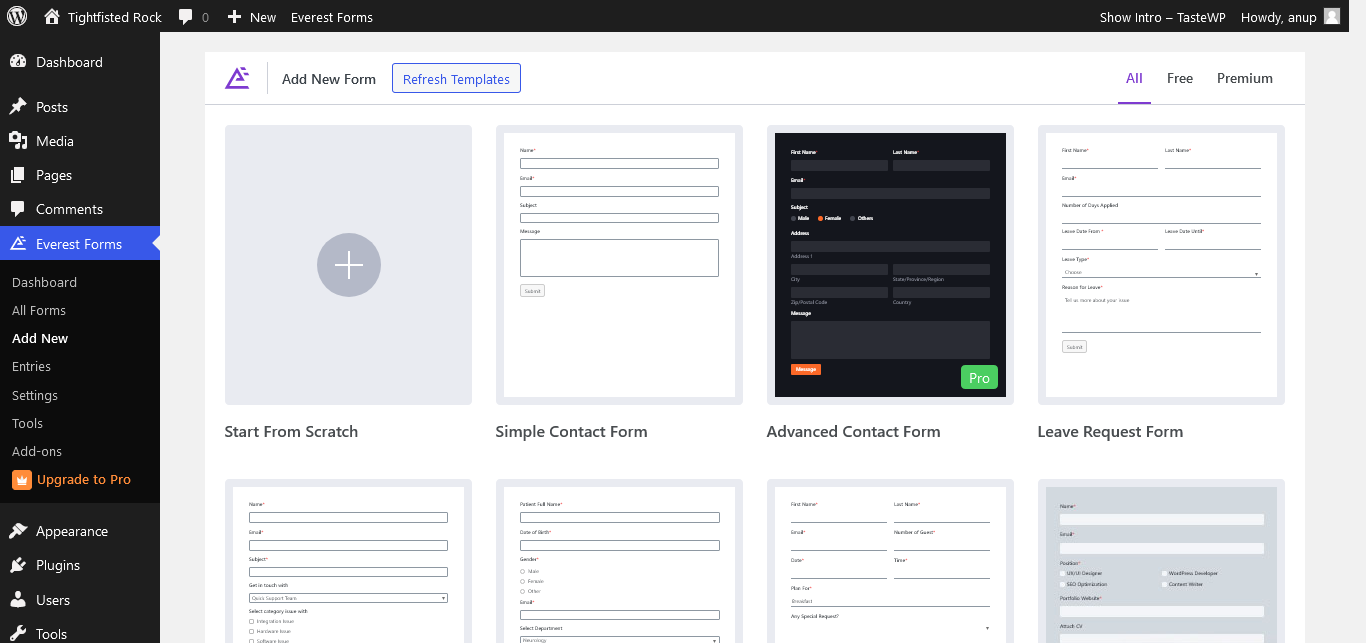 Tightfisted Rock 0 New Everest Forms Show Intro – TasteWP Howdy, anup
Dashboard
Posts
Media
Pages
Comments
Everest Forms
Dashboard
All Forms
Add New
Entries
Settings
Tools
Add-ons
Upgrade to Pro
Appearance
Plugins
Users
Tools
Add New Form Refresh Templates All Free Premium
Start From Scratch
Name*
Email*
Subject
Message
Submit
Simple Contact Form
First Name* Last Name*
Email*
Subject
Male Female Others
Address
Address 1
City State/Province/Region
Zip/Postal Code Country
Message
Message
Pro
Advanced Contact Form
First Name* Last Name*
Email*
Number of Days Applied
Leave Date From * Leave Date Until*
Leave Type*
Choose
Reason for Leave*
Tell us more about your issue
Submit
Leave Request Form
Name*
Email*
Subject*
Get in touch with
Quick Support Team
Select category issue with
Integration Issue
Hardware Issue
Software Issue
Patient Full Name*
Date of Birth*
Gender*
Male
Female
Other
Email*
Select Department
Neurology
First Name* Last Name*
Email* Number of Guest*
Date* Time*
Plan For*
Breakfast
Any Special Request?
Name*
Email*
Position*
UX/UI Designer WordPress Developer
SEO Optimization Content Writer
Portfolio Website*
Attach CV